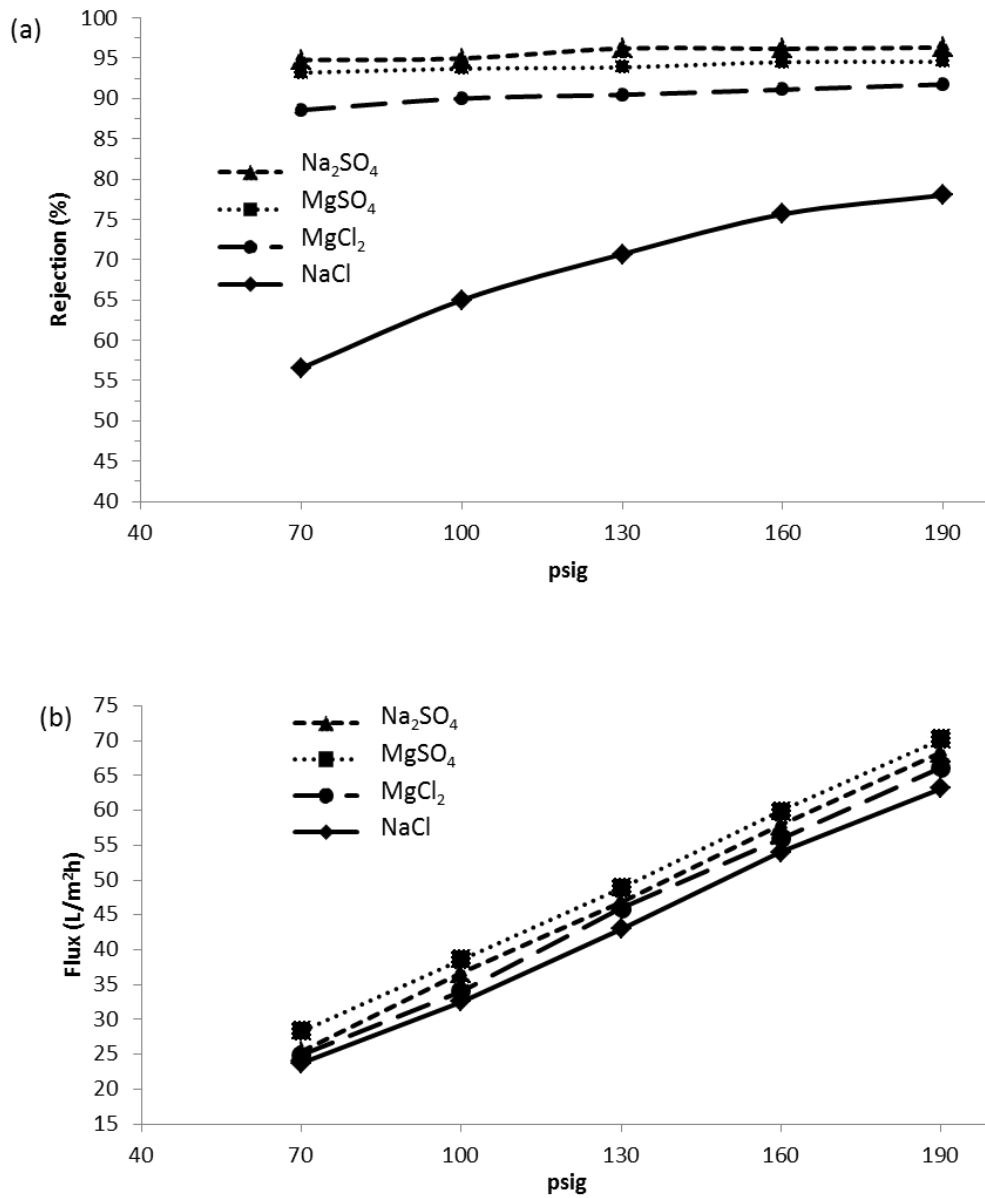 (a)
100
95
90
85
80
75
70
65
60
55
50
45
40
Rejection (%)
Na₂SO₄
MgSO₄
MgCl₂
NaCl
40 70 100 130 160 190
psig
(b)
75
70
65
60
55
50
45
40
35
30
25
20
15
Flux (L/m²h)
Na₂SO₄
MgSO₄
MgCl₂
NaCl
40 70 100 130 160 190
psig